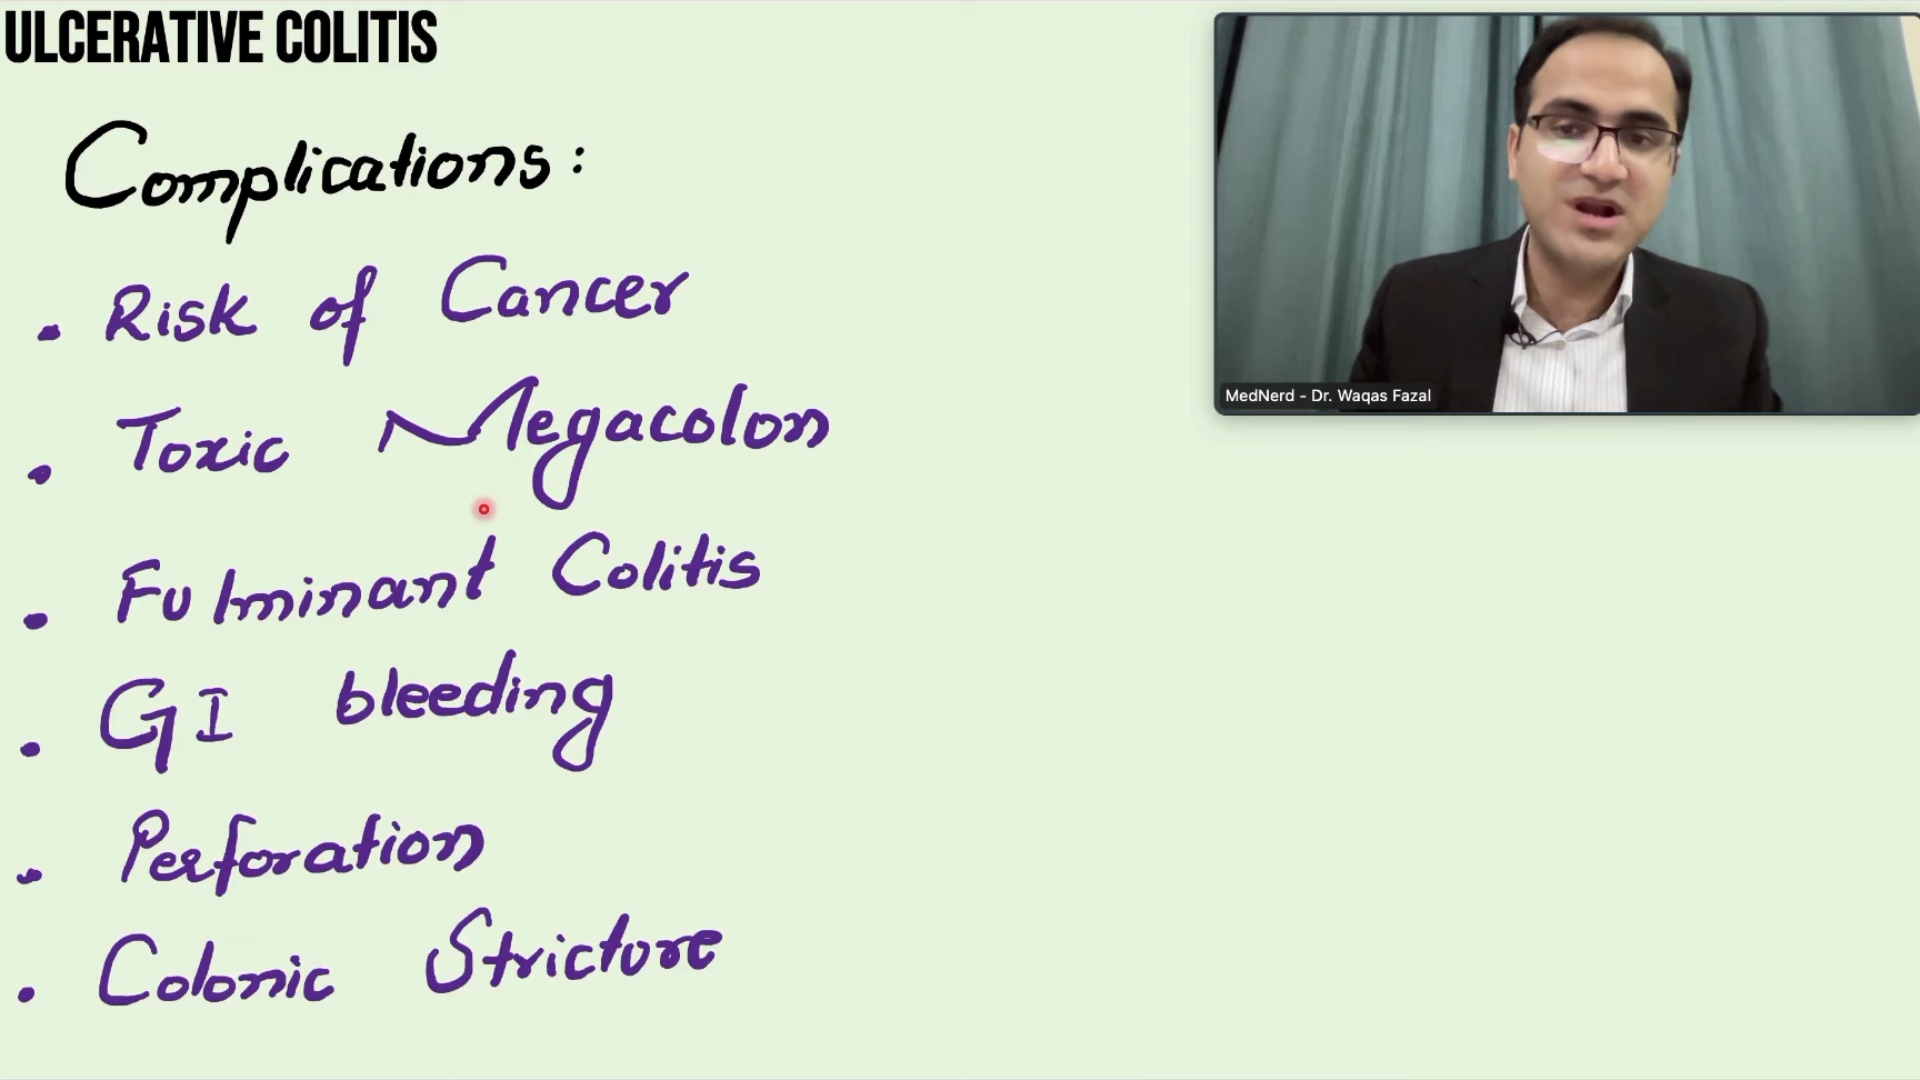 ULCERATIVE COLITIS
Complications:
• Risk of Cancer
• Toxic Megacolon
• Fulminant Colitis
• GI bleeding
• Perforation
• Colonic Stricture
MedNerd - Dr. Waqas Fazal